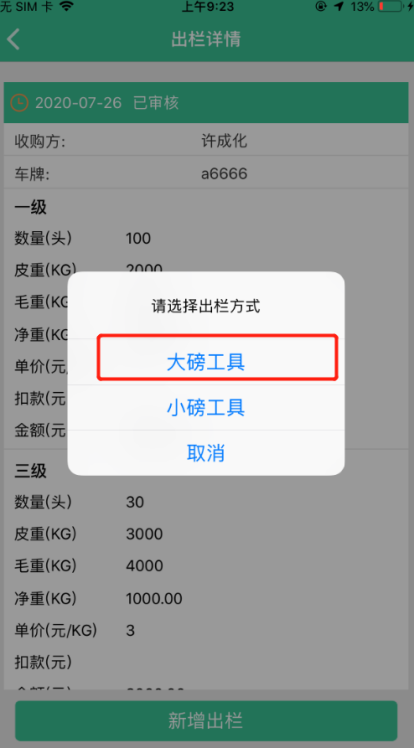 无 SIM 卡 上午9:23 13%
出栏详情
2020-07-26 已审核
收购方: 许成化
车牌: a6666
一级
数量(头) 100
皮重(KG) 2000
毛重(KG
净重(KG
单价(元/
扣款(元
金额(元
请选择出栏方式
大磅工具
小磅工具
取消
三级
数量(头) 30
皮重(KG) 3000
毛重(KG) 4000
净重(KG) 1000.00
单价(元/KG) 3
扣款(元)
新增出栏